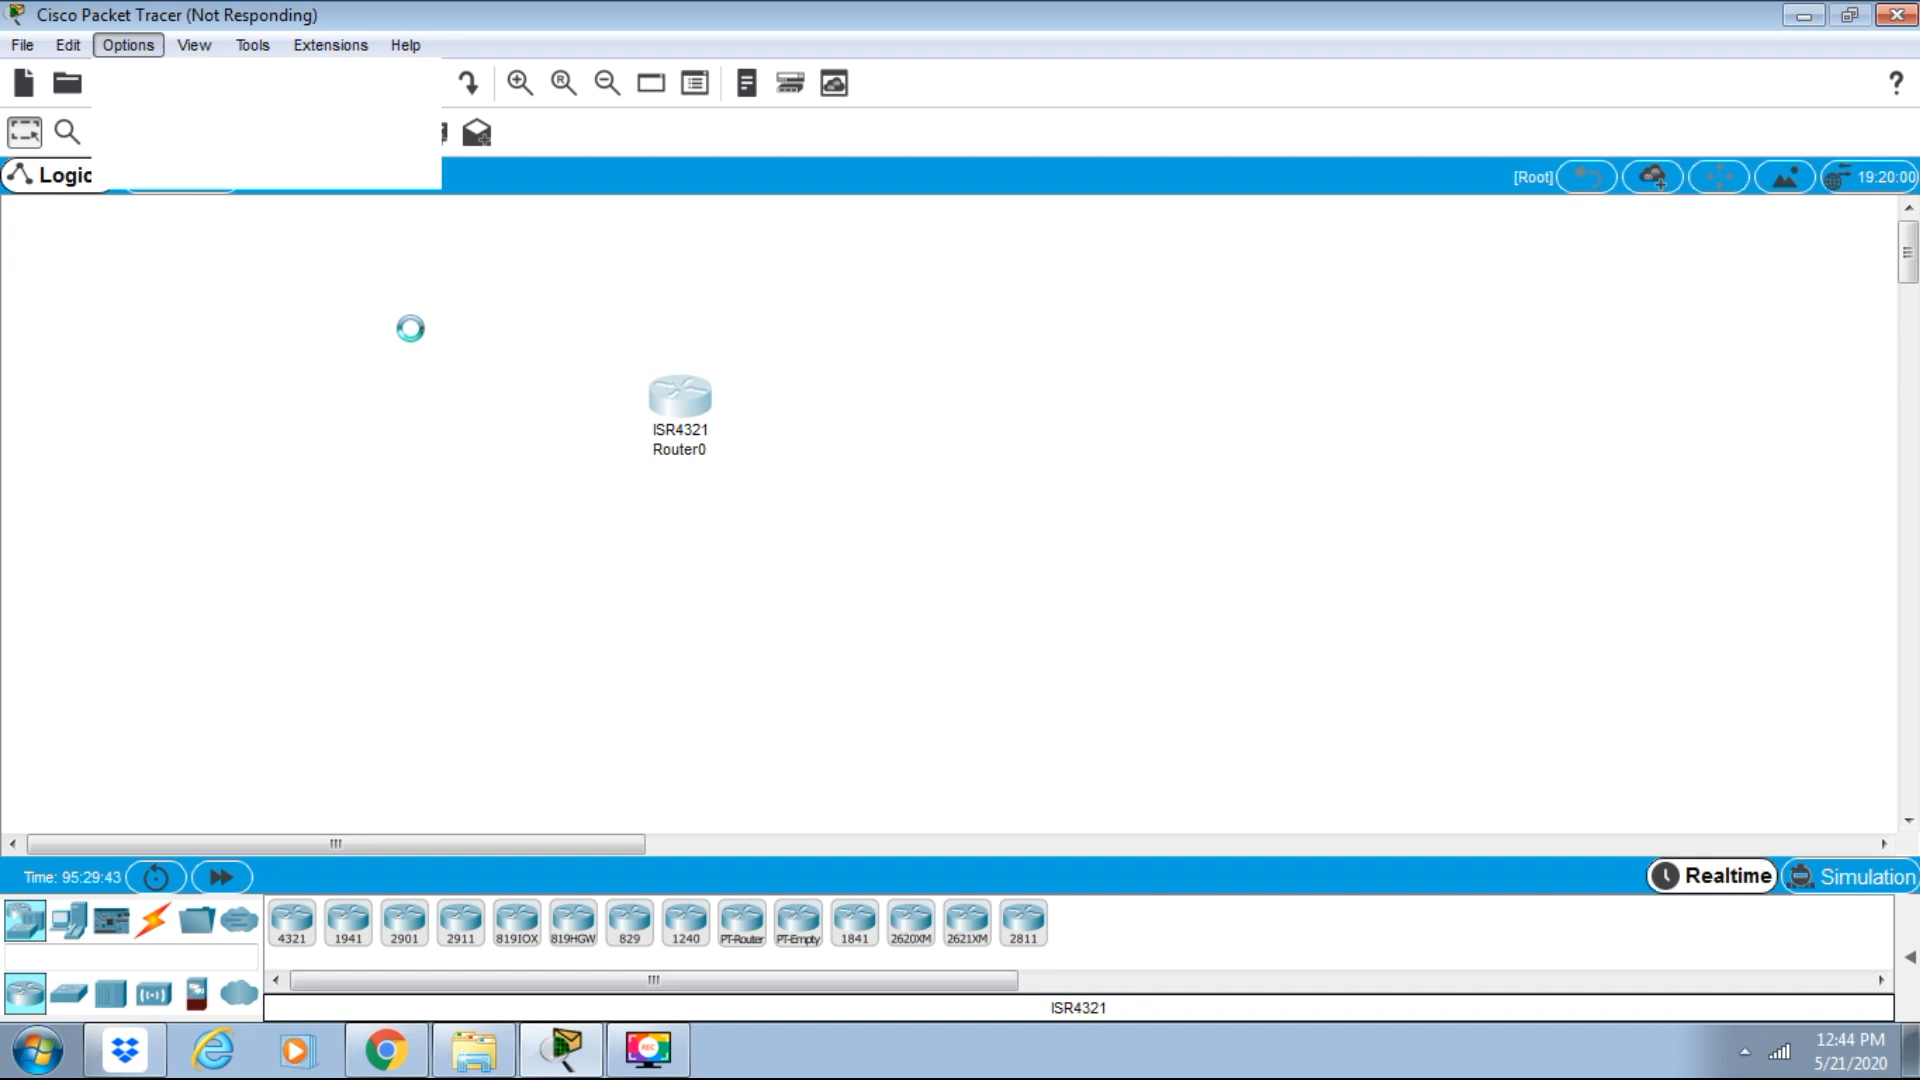 Cisco Packet Tracer (Not Responding)
File Edit Options View Tools Extensions Help
?
Logic
[Root] 19:20:00
ISR4321
Router0
Time: 95:29:43
Realtime Simulation
4321 1941 2901 2911 819IOX 819HGW 829 1240 PT-Router PT-Empty 1841 2620XM 2621XM 2811
ISR4321
REC
12:44 PM
5/21/2020